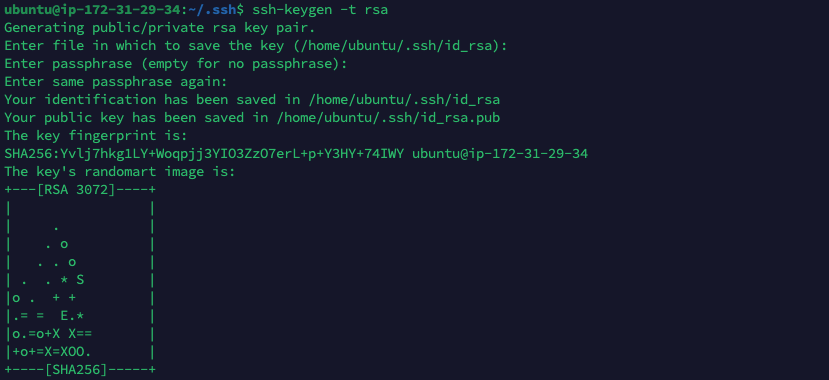 ubuntu@ip-172-31-29-34:~/.ssh$ ssh-keygen -t rsa
Generating public/private rsa key pair.
Enter file in which to save the key (/home/ubuntu/.ssh/id_rsa):
Enter passphrase (empty for no passphrase):
Enter same passphrase again:
Your identification has been saved in /home/ubuntu/.ssh/id_rsa
Your public key has been saved in /home/ubuntu/.ssh/id_rsa.pub
The key fingerprint is:
SHA256:Yvlj7hkg1LY+Woqpjj3YIO3ZzO7erL+p+Y3HY+74IWY ubuntu@ip-172-31-29-34
The key's randomart image is:
+---[RSA 3072]----+
|                 |
|     .           |
|    . o          |
|   . . o         |
| .  . * S        |
|o .  + +         |
|.= =  E.*        |
|o.=o+X X==       |
|+o+=X=XOO.       |
+----[SHA256]-----+